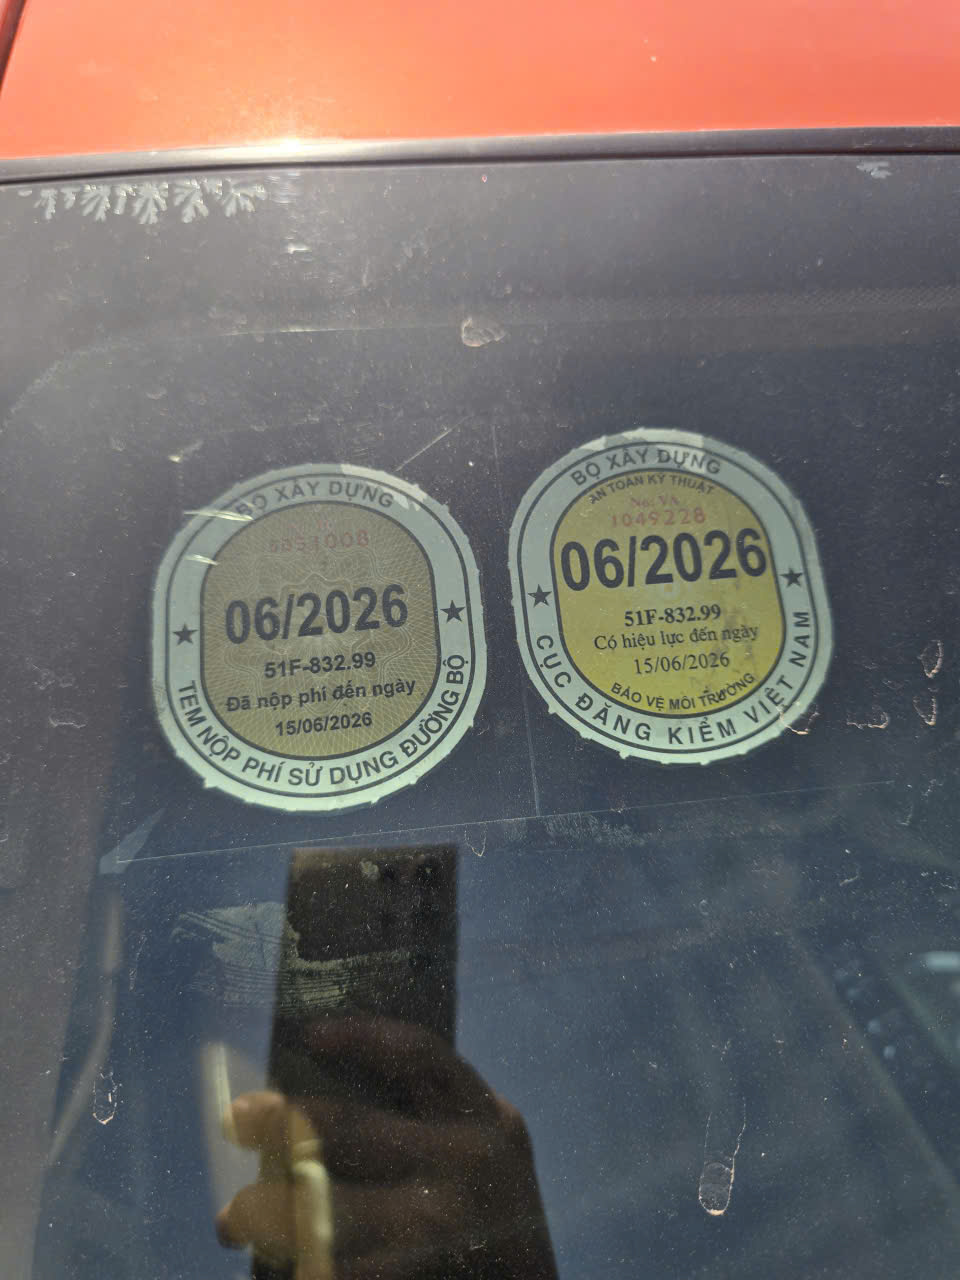 BỘ XÂY DỰNG
06/2026
51F-832.99
Đã nộp phí đến ngày
15/06/2026
TEM NỘP PHÍ SỬ DỤNG ĐƯỜNG BỘ
BỘ XÂY DỰNG
AN TOÀN KỸ THUẬT
No: VA
1049228
06/2026
51F-832.99
Có hiệu lực đến ngày
15/06/2026
BẢO VỆ MÔI TRƯỜNG
CỤC ĐĂNG KIỂM VIỆT NAM